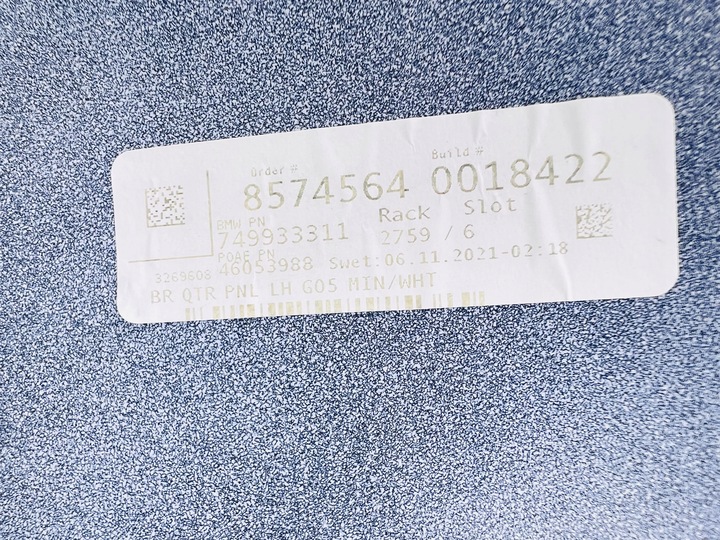 Order # Build #
8574564 0018422
BMW PN Rack Slot
749933311 2759 / 6
POAE PN
3269608 46053988 Swet:06.11.2021-02:18
BR QTR PNL LH G05 MIN/WHT